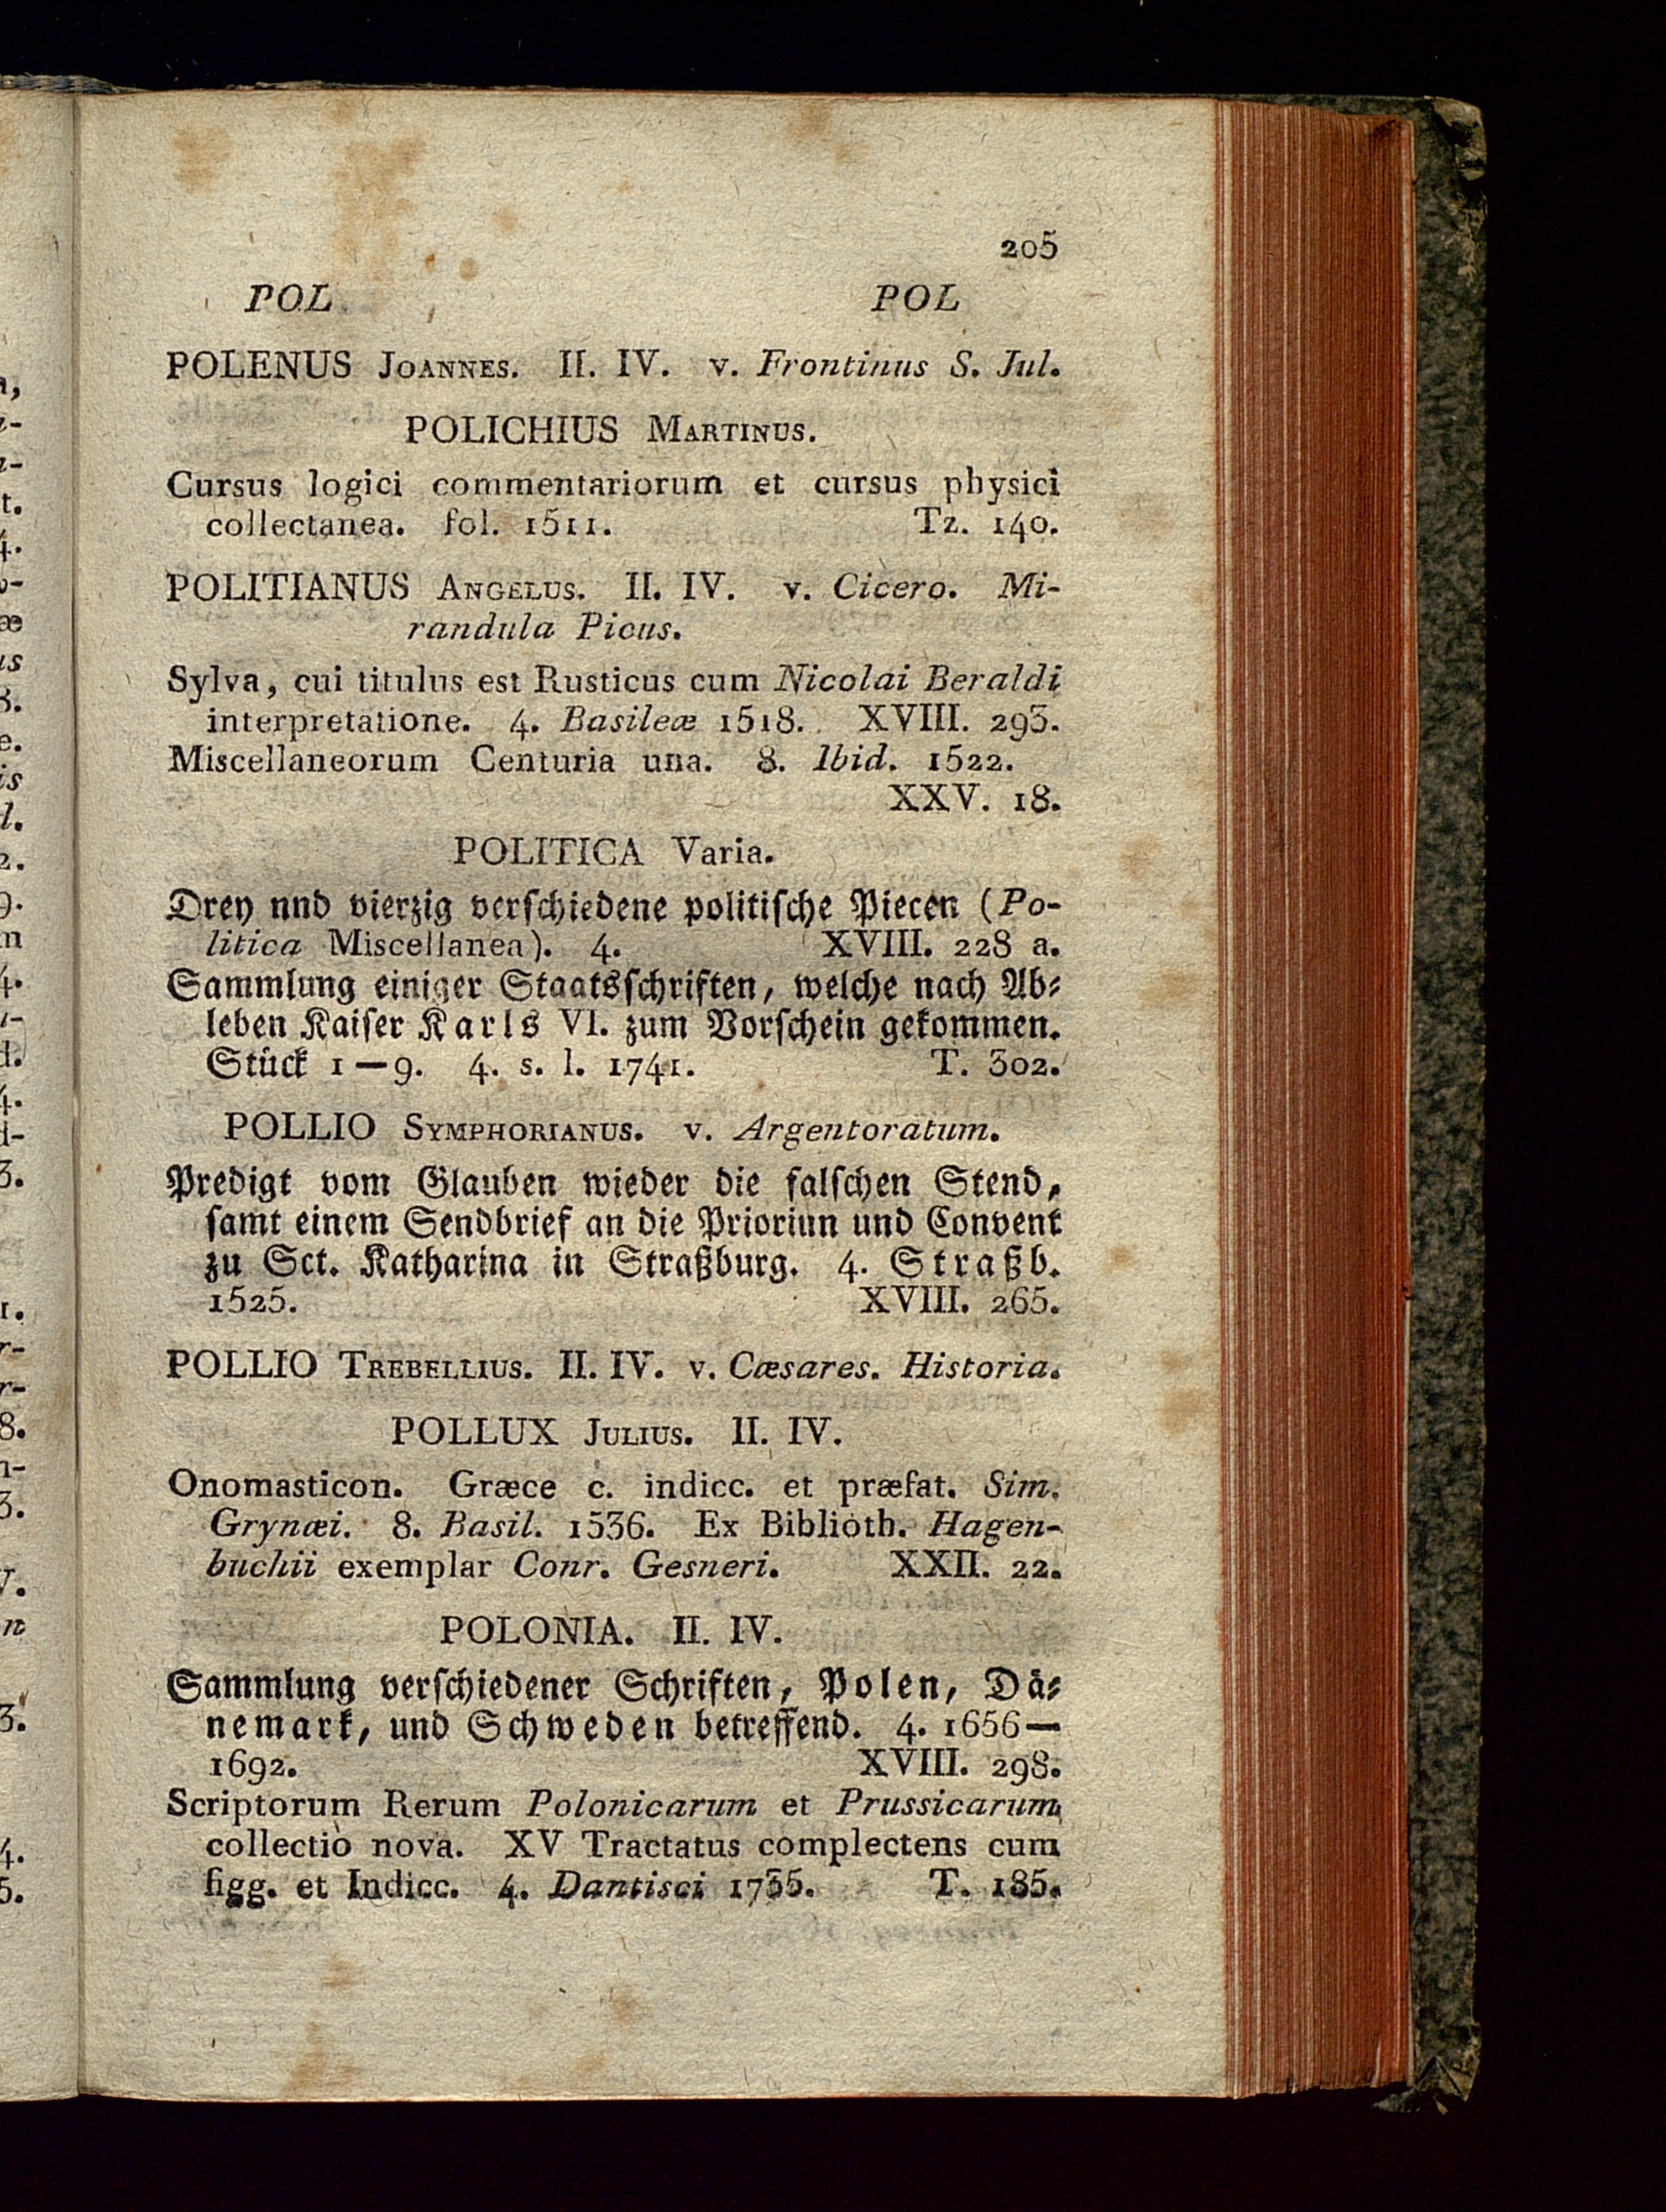 205
POL POL
POLENUS JOANNES. II. IV. v. Frontinus S. Jul.
POLICHIUS MARTINUS.
Cursus logici commentariorum et cursus physici
collectanea. fol. 1511. Tz. 140.
POLITIANUS ANGELUS. II. IV. v. Cicero. Mi-
randula Picus.
Sylva, cui titulus est Rusticus cum Nicolai Beraldi
interpretatione. 4. Basileæ 1518. XVIII. 293.
Miscellaneorum Centuria una. 8. Ibid. 1522.
XXV. 18.
POLITICA Varia.
Drey nnd vierzig verschiedene politische Piecen (Po-
litica Miscellanea). 4. XVIII. 228 a.
Sammlung einiger Staatsschriften, welche nach Ab-
leben Kaiser Karls VI. zum Vorschein gekommen.
Stück 1—9. 4. s. l. 1741. T. 302.
POLLIO SYMPHORIANUS. v. Argentoratum.
Predigt vom Glauben wieder die falschen Stend,
samt einem Sendbrief an die Prioriun und Convent
zu Sct. Katharina in Straßburg. 4. Straßb.
1525. XVIII. 265.
POLLIO TREBELLIUS. II. IV. v. Cæsares. Historia.
POLLUX JULIUS. II. IV.
Onomasticon. Græce c. indicc. et præfat. Sim.
Grynæi. 8. Basil. 1536. Ex Biblioth. Hagen-
buchii exemplar Conr. Gesneri. XXII. 22.
POLONIA. II. IV.
Sammlung verschiedener Schriften, Polen, Dä-
nemark, und Schweden betreffend. 4. 1656—
1692. XVIII. 298.
Scriptorum Rerum Polonicarum et Prussicarum
collectio nova. XV Tractatus complectens cum
figg. et Indicc. 4. Dantisci 1755. T. 185.